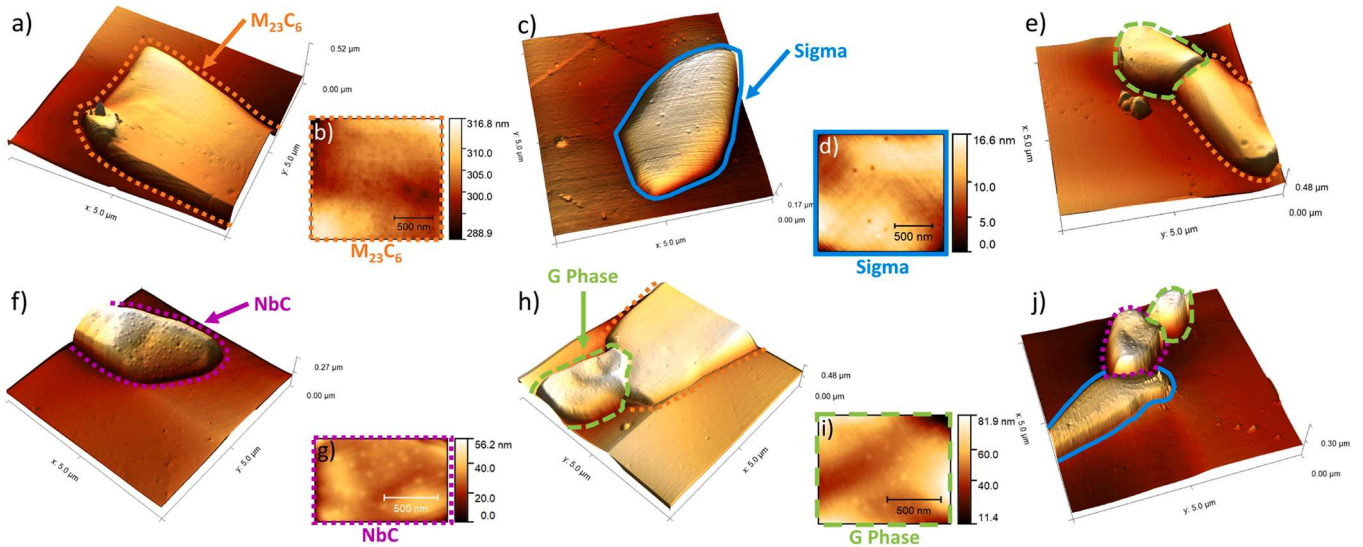 a)
M₂₃C₆
0.52 µm
0.00 µm
y: 5.0 µm
x: 5.0 µm
b)
316.8 nm
310.0
305.0
300.0
288.9
500 nm
M₂₃C₆
c)
Sigma
y: 5.0 µm
x: 5.0 µm
0.17 µm
0.00 µm
d)
16.6 nm
10.0
5.0
0.0
500 nm
Sigma
e)
x: 5.0 µm
y: 5.0 µm
0.48 µm
0.00 µm
f)
NbC
0.27 µm
0.00 µm
x: 5.0 µm
y: 5.0 µm
g)
56.2 nm
40.0
20.0
0.0
500 nm
NbC
h)
G Phase
0.48 µm
0.00 µm
y: 5.0 µm
x: 5.0 µm
i)
81.9 nm
60.0
40.0
11.4
500 nm
G Phase
j)
x: 5.0 µm
y: 5.0 µm
0.30 µm
0.00 µm